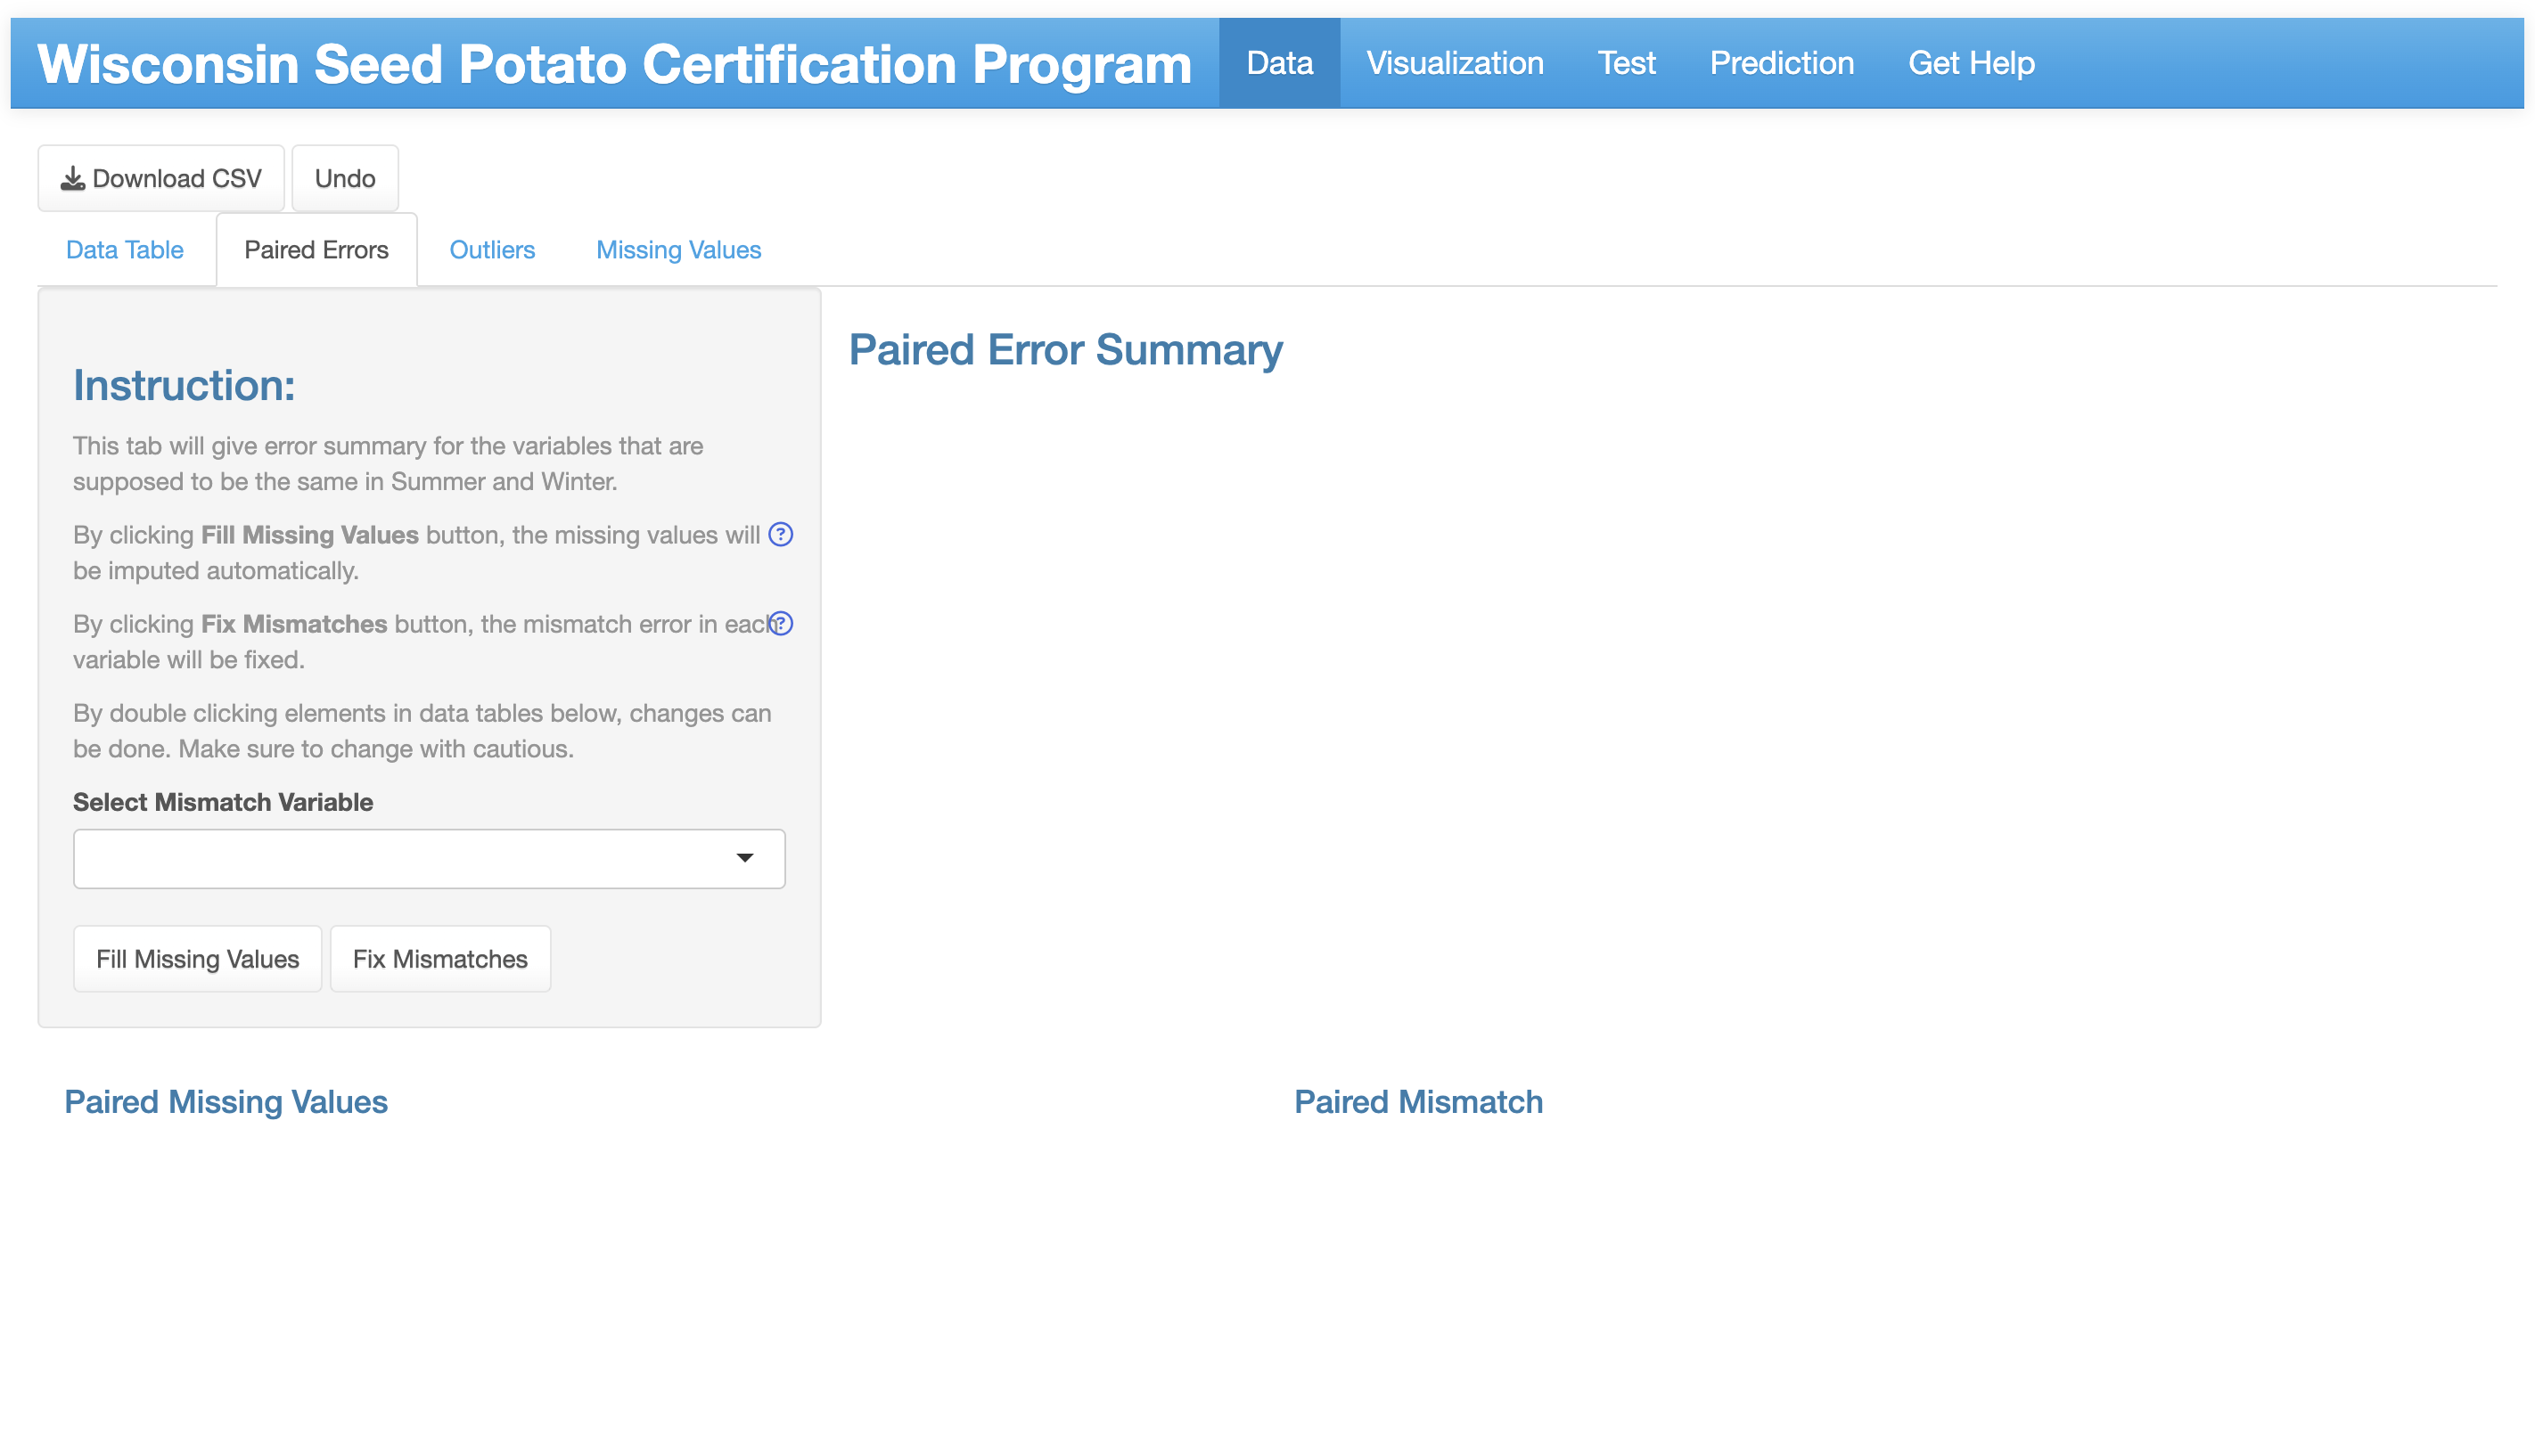 Wisconsin Seed Potato Certification Program Data Visualization Test Prediction Get Help
Download CSV Undo
Data Table Paired Errors Outliers Missing Values
Paired Error Summary
Instruction:
This tab will give error summary for the variables that are
supposed to be the same in Summer and Winter.
By clicking Fill Missing Values button, the missing values will ?
be imputed automatically.
By clicking Fix Mismatches button, the mismatch error in each ?
variable will be fixed.
By double clicking elements in data tables below, changes can
be done. Make sure to change with cautious.
Select Mismatch Variable
Fill Missing Values Fix Mismatches
Paired Missing Values Paired Mismatch